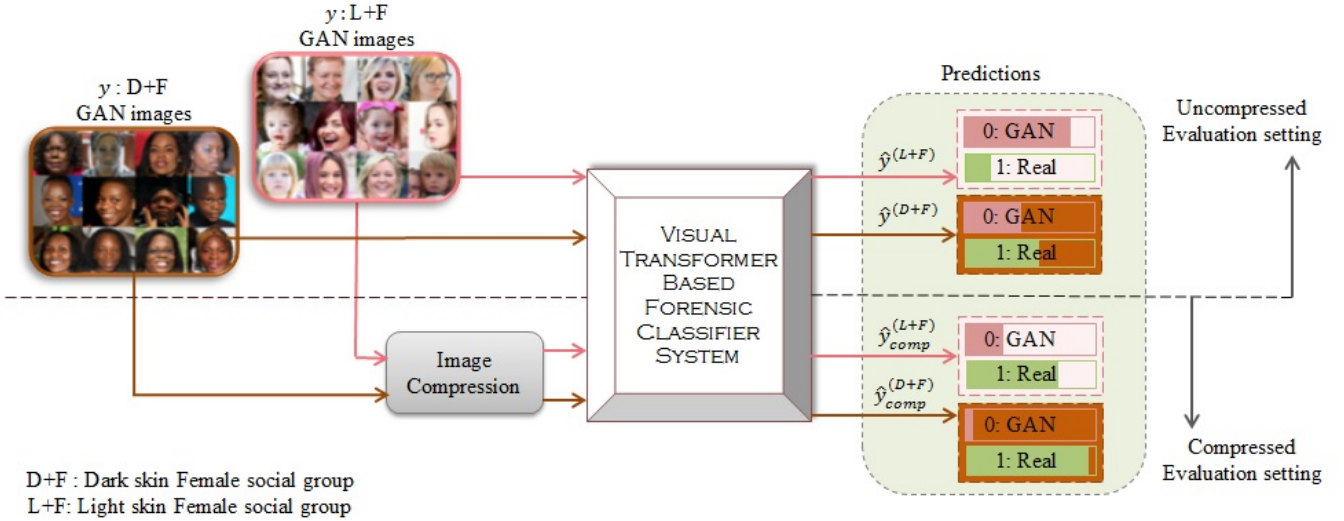 y : L+F
GAN images
y : D+F
GAN images
Predictions
Uncompressed
Evaluation setting
0: GAN
1: Real
ŷ^(L+F)
ŷ^(D+F)
0: GAN
1: Real
VISUAL
TRANSFORMER
BASED
FORENSIC
CLASSIFIER
SYSTEM
Image
Compression
ŷ_comp^(L+F)
0: GAN
1: Real
ŷ_comp^(D+F)
0: GAN
1: Real
Compressed
Evaluation setting
D+F : Dark skin Female social group
L+F: Light skin Female social group